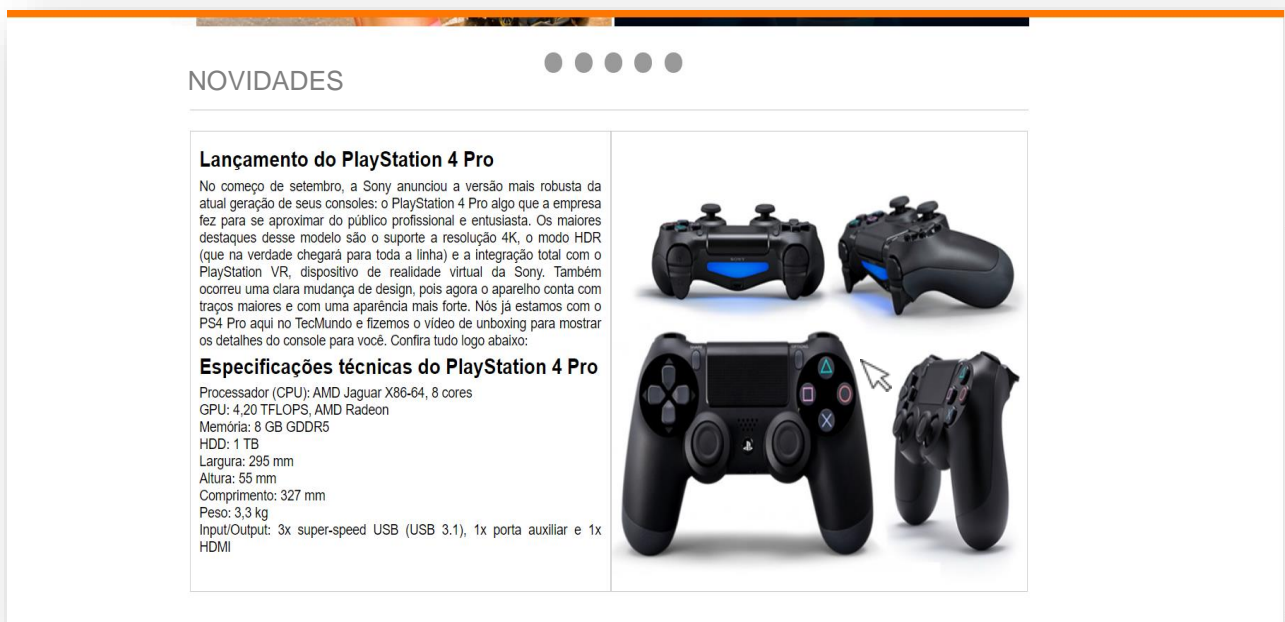 NOVIDADES
Lançamento do PlayStation 4 Pro
No começo de setembro, a Sony anunciou a versão mais robusta da
atual geração de seus consoles: o PlayStation 4 Pro algo que a empresa
fez para se aproximar do público profissional e entusiasta. Os maiores
destaques desse modelo são o suporte a resolução 4K, o modo HDR
(que na verdade chegará para toda a linha) e a integração total com o
PlayStation VR, dispositivo de realidade virtual da Sony. Também
ocorreu uma clara mudança de design, pois agora o aparelho conta com
traços maiores e com uma aparência mais forte. Nós já estamos com o
PS4 Pro aqui no TecMundo e fizemos o vídeo de unboxing para mostrar
os detalhes do console para você. Confira tudo logo abaixo:
Especificações técnicas do PlayStation 4 Pro
Processador (CPU): AMD Jaguar X86-64, 8 cores
GPU: 4,20 TFLOPS, AMD Radeon
Memória: 8 GB GDDR5
HDD: 1 TB
Largura: 295 mm
Altura: 55 mm
Comprimento: 327 mm
Peso: 3,3 kg
Input/Output: 3x super-speed USB (USB 3.1), 1x porta auxiliar e 1x
HDMI